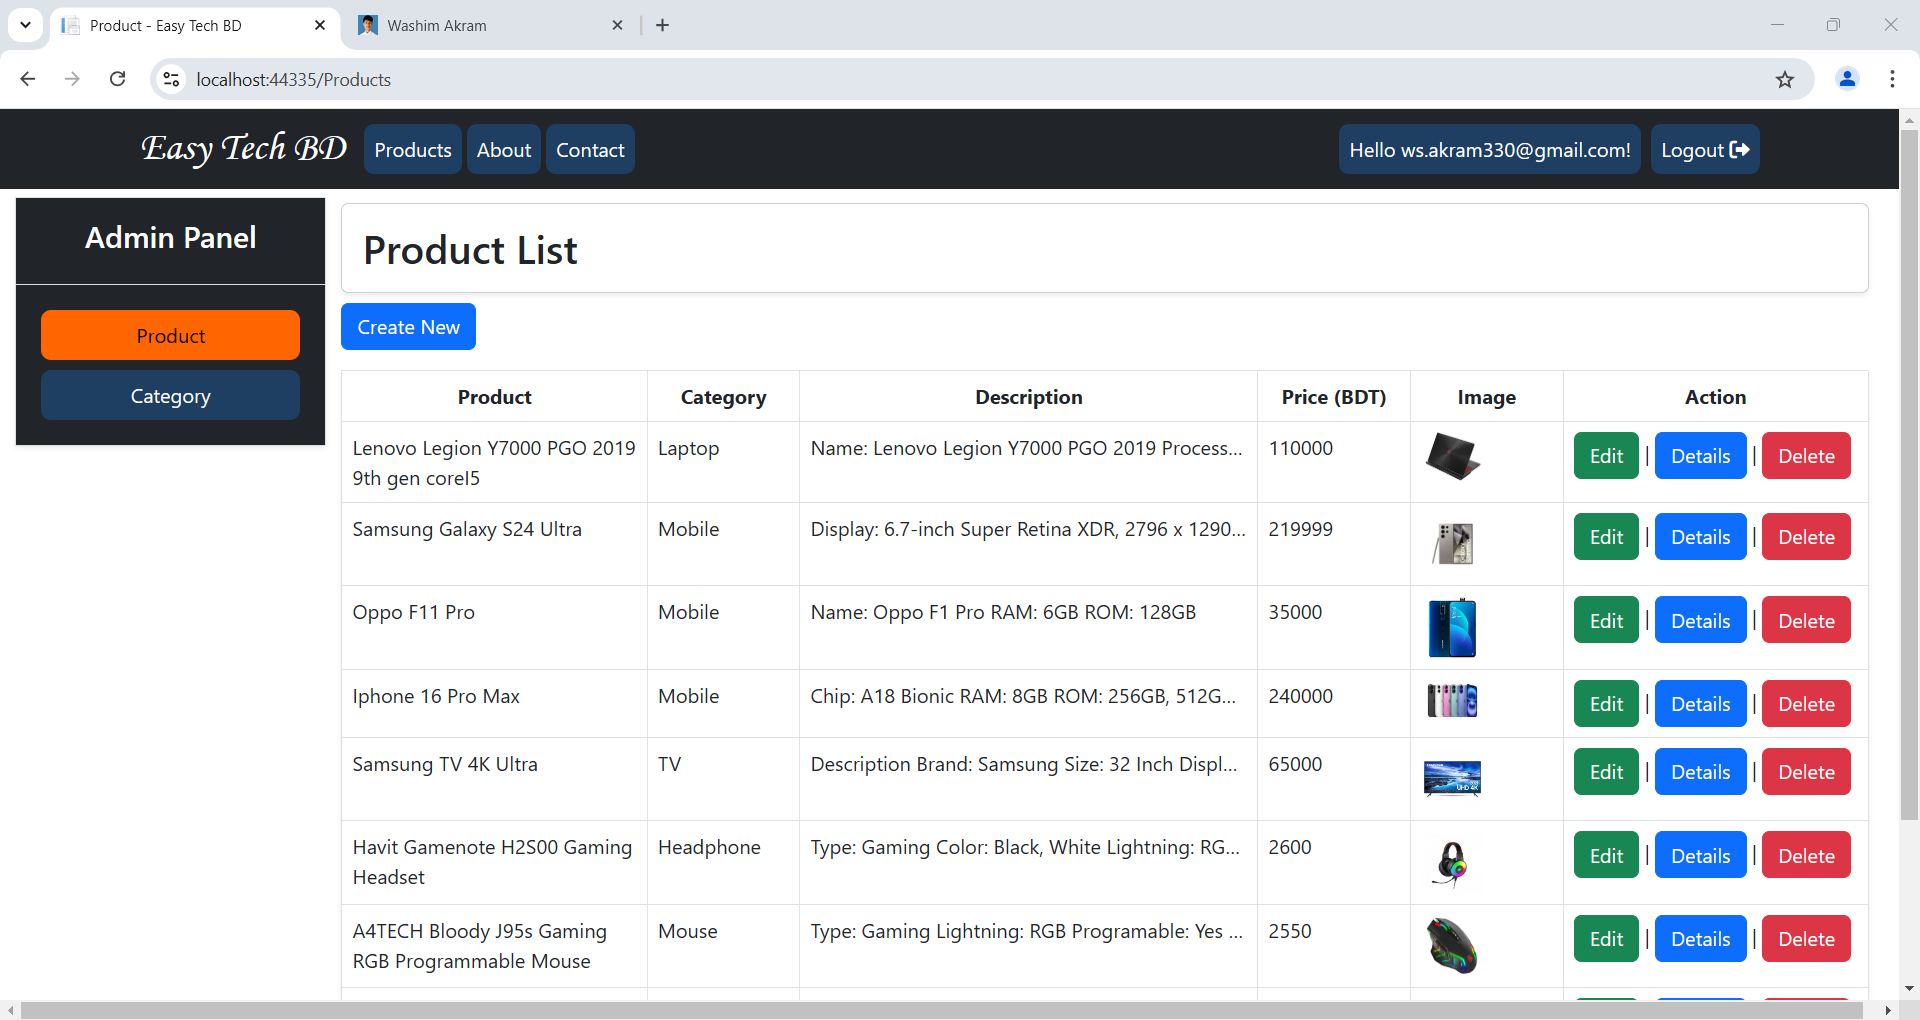 Product - Easy Tech BD
Washim Akram
localhost:44335/Products
Easy Tech BD
Products
About
Contact
Hello ws.akram330@gmail.com!
Logout
Admin Panel
Product
Category
Product List
Create New
Product Category Description Price (BDT) Image Action
Lenovo Legion Y7000 PGO 2019 Laptop Name: Lenovo Legion Y7000 PGO 2019 Process... 110000 Edit | Details | Delete
9th gen coreI5
Samsung Galaxy S24 Ultra Mobile Display: 6.7-inch Super Retina XDR, 2796 x 1290... 219999 Edit | Details | Delete
Oppo F11 Pro Mobile Name: Oppo F1 Pro RAM: 6GB ROM: 128GB 35000 Edit | Details | Delete
Iphone 16 Pro Max Mobile Chip: A18 Bionic RAM: 8GB ROM: 256GB, 512G... 240000 Edit | Details | Delete
Samsung TV 4K Ultra TV Description Brand: Samsung Size: 32 Inch Displ... 65000 Edit | Details | Delete
UHD 4K
Havit Gamenote H2S00 Gaming Headphone Type: Gaming Color: Black, White Lightning: RG... 2600 Edit | Details | Delete
Headset
A4TECH Bloody J95s Gaming Mouse Type: Gaming Lightning: RGB Programable: Yes ... 2550 Edit | Details | Delete
RGB Programmable Mouse